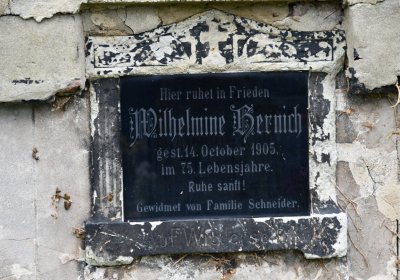 Hier ruhet in Frieden
Wilhelmine Hernich
gest. 14. October 1905.
im 75. Lebensjahre.
Ruhe sanft!
Gewidmet von Familie Schneider.